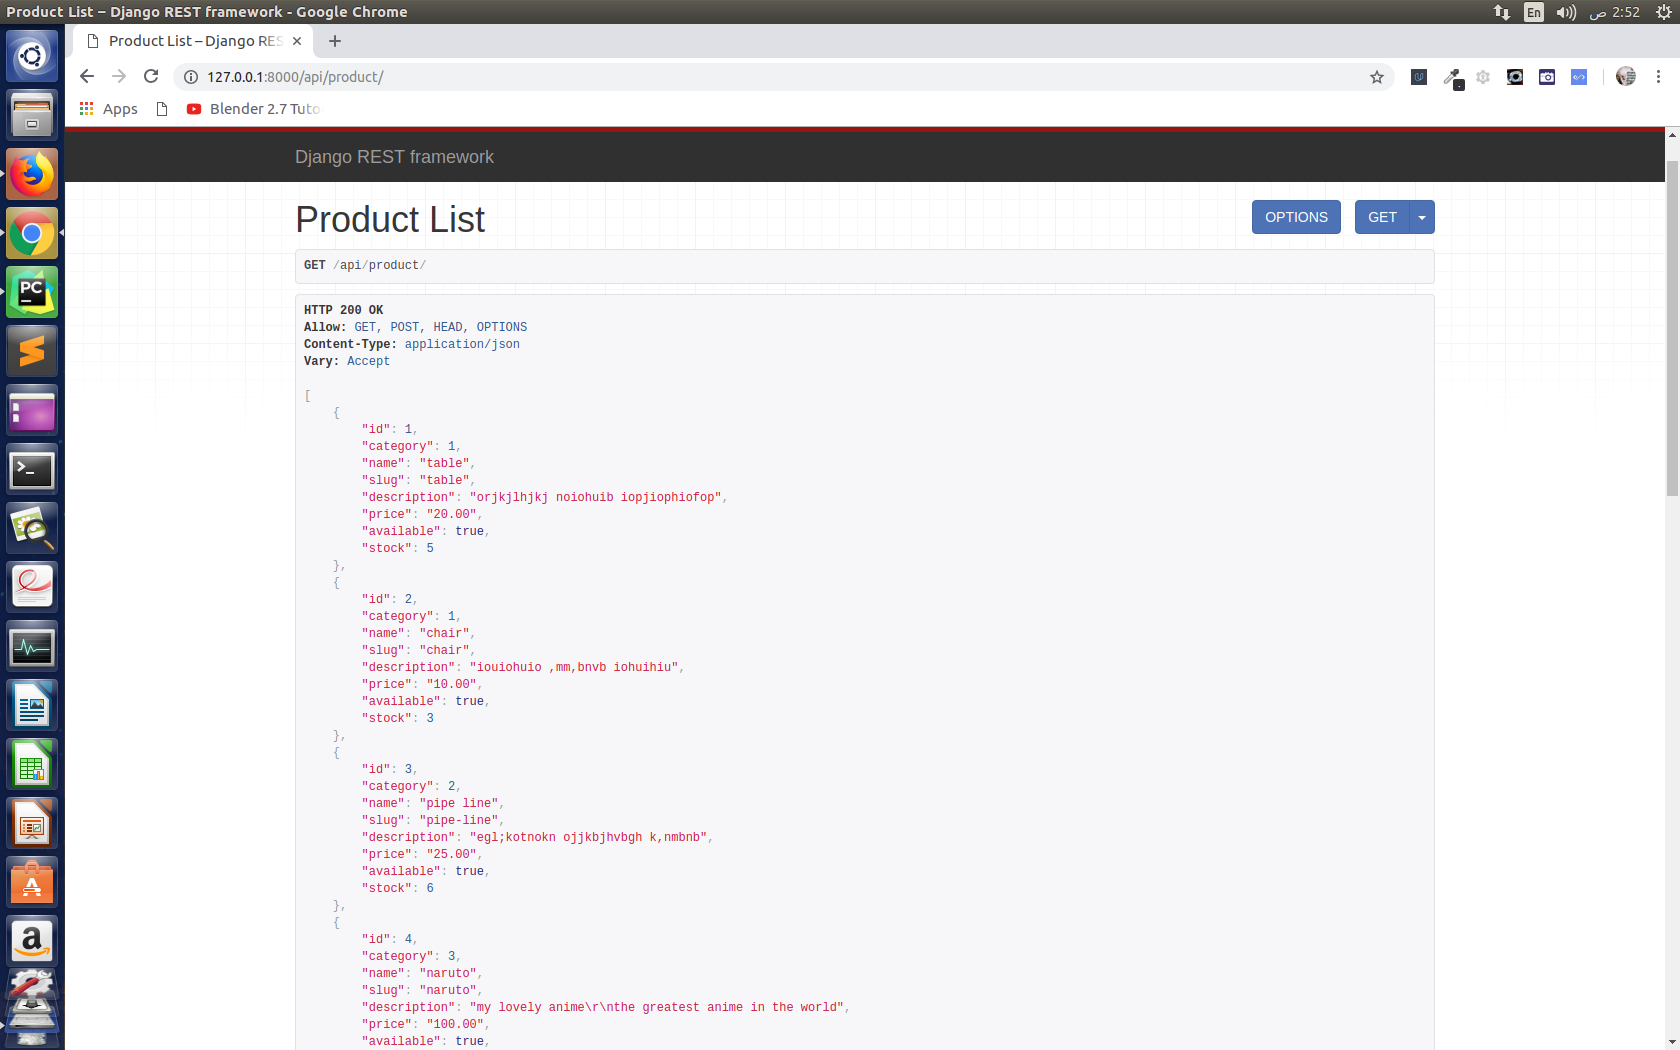 Product List – Django REST framework - Google Chrome
En
2:52 ص
Product List – Django RES
127.0.0.1:8000/api/product/
Apps
Blender 2.7 Tuto
Django REST framework
Product List
OPTIONS
GET
GET /api/product/
HTTP 200 OK
Allow: GET, POST, HEAD, OPTIONS
Content-Type: application/json
Vary: Accept
[
{
"id": 1,
"category": 1,
"name": "table",
"slug": "table",
"description": "orjkjlhjkj noiohuib iopjiophiofop",
"price": "20.00",
"available": true,
"stock": 5
},
{
"id": 2,
"category": 1,
"name": "chair",
"slug": "chair",
"description": "iouiohuio ,mm,bnvb iohuihiu",
"price": "10.00",
"available": true,
"stock": 3
},
{
"id": 3,
"category": 2,
"name": "pipe line",
"slug": "pipe-line",
"description": "egl;kotnokn ojjkbjhvbgh k,nmbnb",
"price": "25.00",
"available": true,
"stock": 6
},
{
"id": 4,
"category": 3,
"name": "naruto",
"slug": "naruto",
"description": "my lovely anime\r\nthe greatest anime in the world",
"price": "100.00",
"available": true,
PC
>_
a